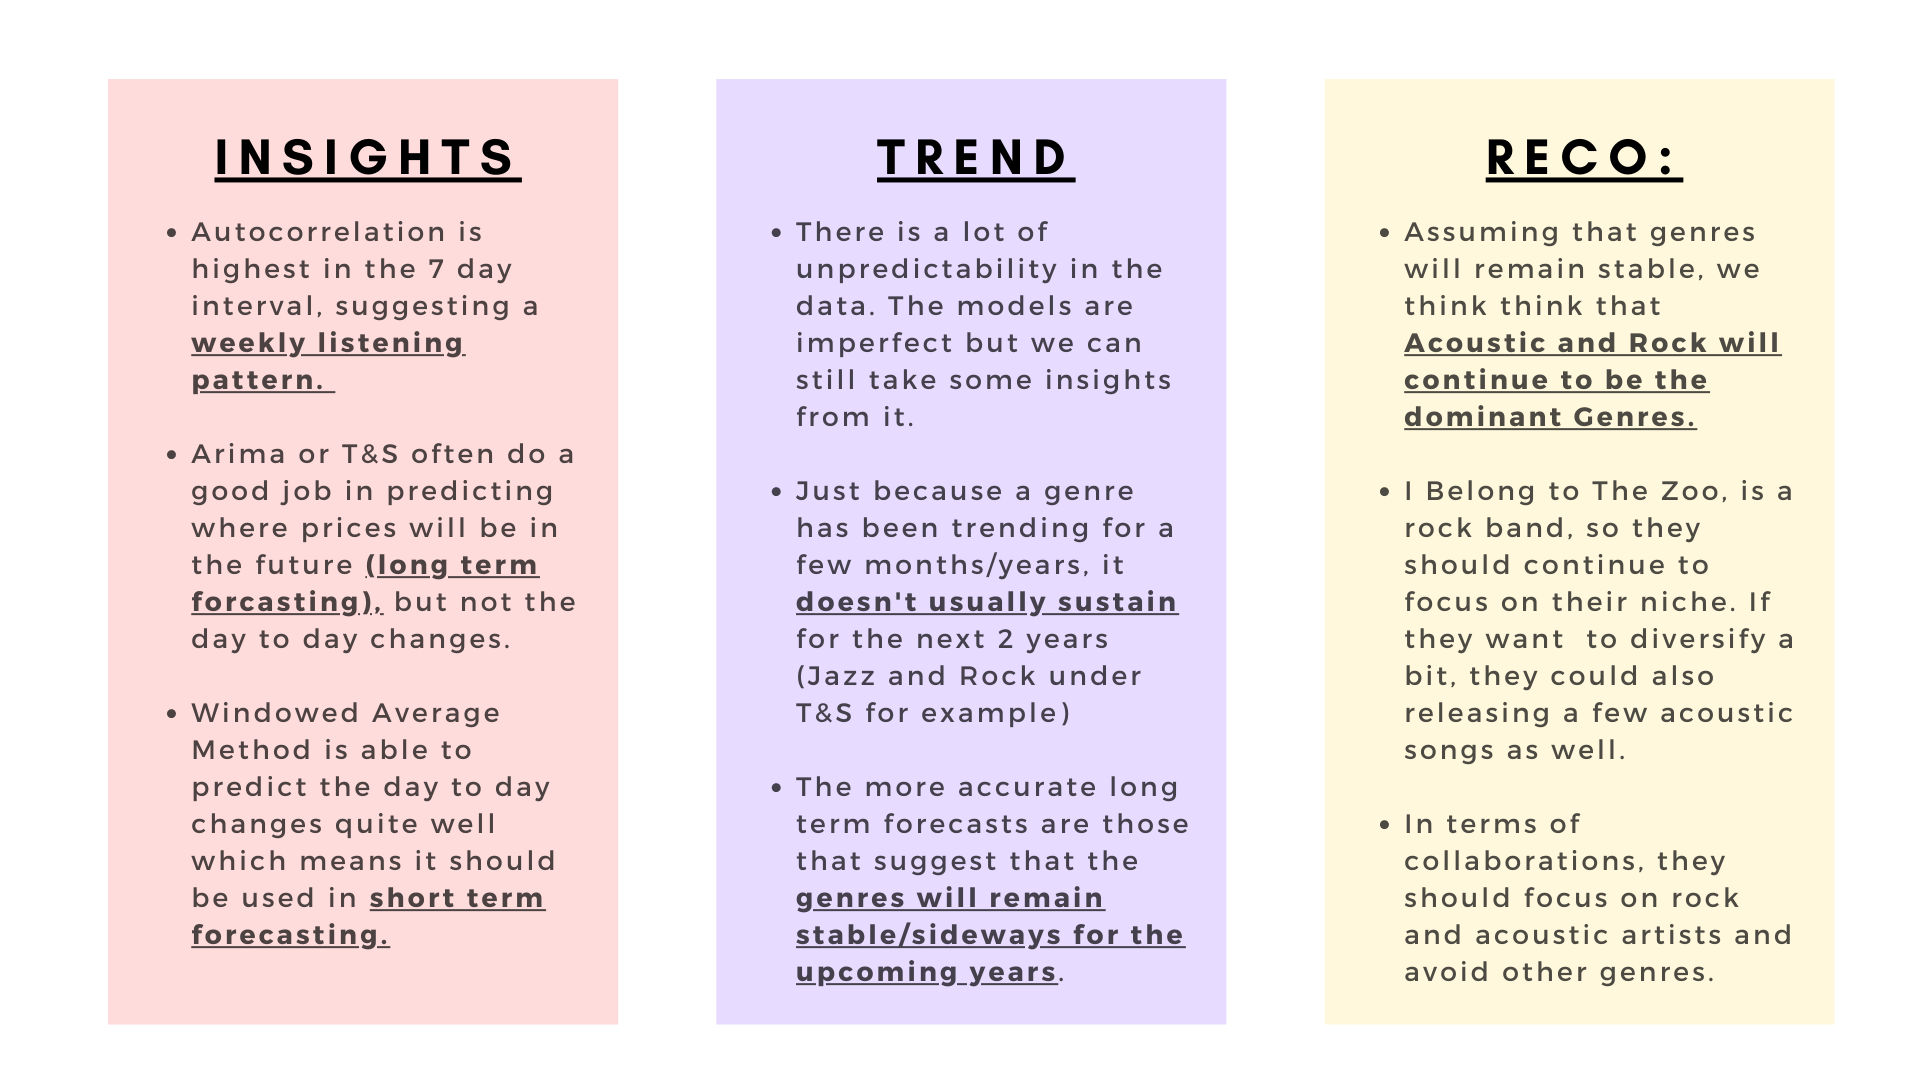 INSIGHTS
• Autocorrelation is
highest in the 7 day
interval, suggesting a
weekly listening
pattern.
• Arima or T&S often do a
good job in predicting
where prices will be in
the future (long term
forcasting), but not the
day to day changes.
• Windowed Average
Method is able to
predict the day to day
changes quite well
which means it should
be used in short term
forecasting.
TREND
• There is a lot of
unpredictability in the
data. The models are
imperfect but we can
still take some insights
from it.
• Just because a genre
has been trending for a
few months/years, it
doesn't usually sustain
for the next 2 years
(Jazz and Rock under
T&S for example)
• The more accurate long
term forecasts are those
that suggest that the
genres will remain
stable/sideways for the
upcoming years.
RECO:
• Assuming that genres
will remain stable, we
think think that
Acoustic and Rock will
continue to be the
dominant Genres.
• I Belong to The Zoo, is a
rock band, so they
should continue to
focus on their niche. If
they want  to diversify a
bit, they could also
releasing a few acoustic
songs as well.
• In terms of
collaborations, they
should focus on rock
and acoustic artists and
avoid other genres.